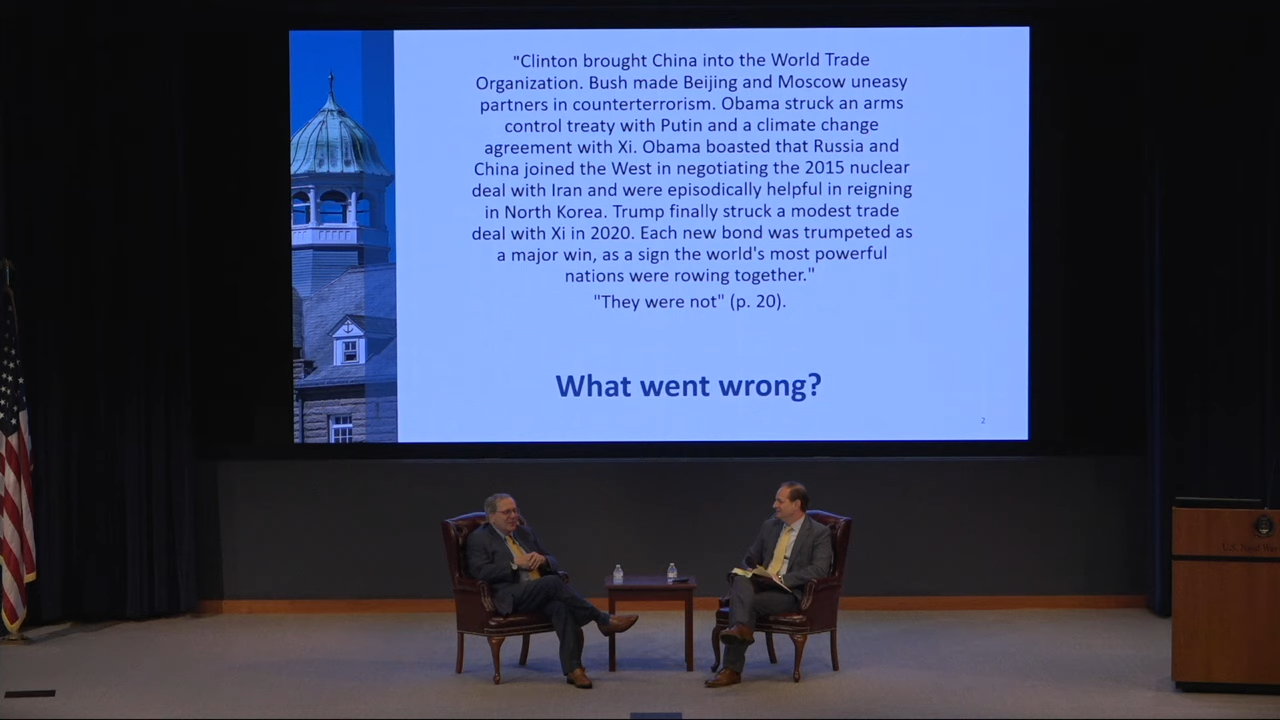 "Clinton brought China into the World Trade
Organization. Bush made Beijing and Moscow uneasy
partners in counterterrorism. Obama struck an arms
control treaty with Putin and a climate change
agreement with Xi. Obama boasted that Russia and
China joined the West in negotiating the 2015 nuclear
deal with Iran and were episodically helpful in reigning
in North Korea. Trump finally struck a modest trade
deal with Xi in 2020. Each new bond was trumpeted as
a major win, as a sign the world's most powerful
nations were rowing together."
"They were not" (p. 20).
What went wrong?
2
U.S. Naval